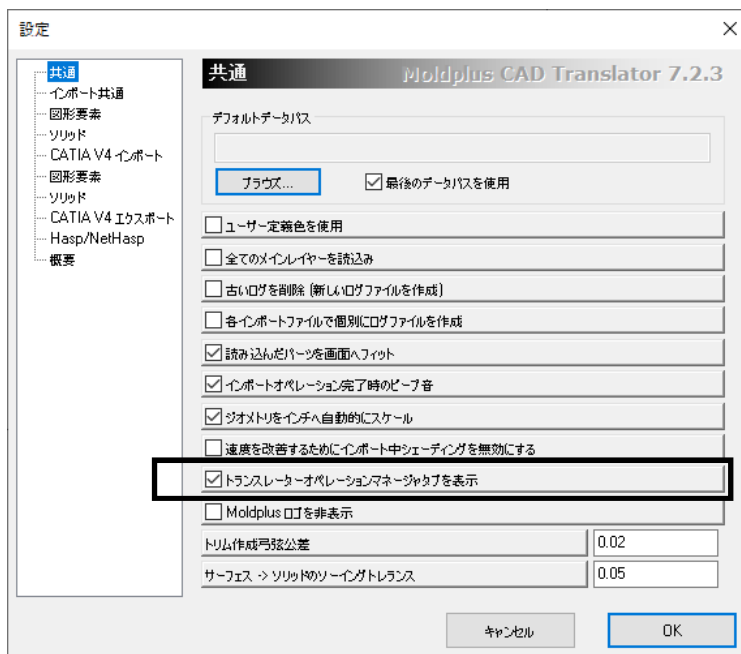 設定
共通
インポート共通
図形要素
ソリッド
CATIA V4 インポート
図形要素
ソリッド
CATIA V4 エクスポート
Hasp/NetHasp
概要
共通 Moldplus CAD Translator 7.2.3
デフォルトデータパス
ブラウズ... 最後のデータパスを使用
ユーザー定義色を使用
全てのメインレイヤーを読込み
古いログを削除 (新しいログファイルを作成)
各インポートファイルで個別にログファイルを作成
読み込んだパーツを画面へフィット
インポートオペレーション完了時のビープ音
ジオメトリをインチへ自動的にスケール
速度を改善するためにインポート中シェーディングを無効にする
トランスレーターオペレーションマネージャタブを表示
Moldplus ロゴを非表示
トリム作成弓弦公差 0.02
サーフェス -> ソリッドのソーイングトレランス 0.05
キャンセル OK